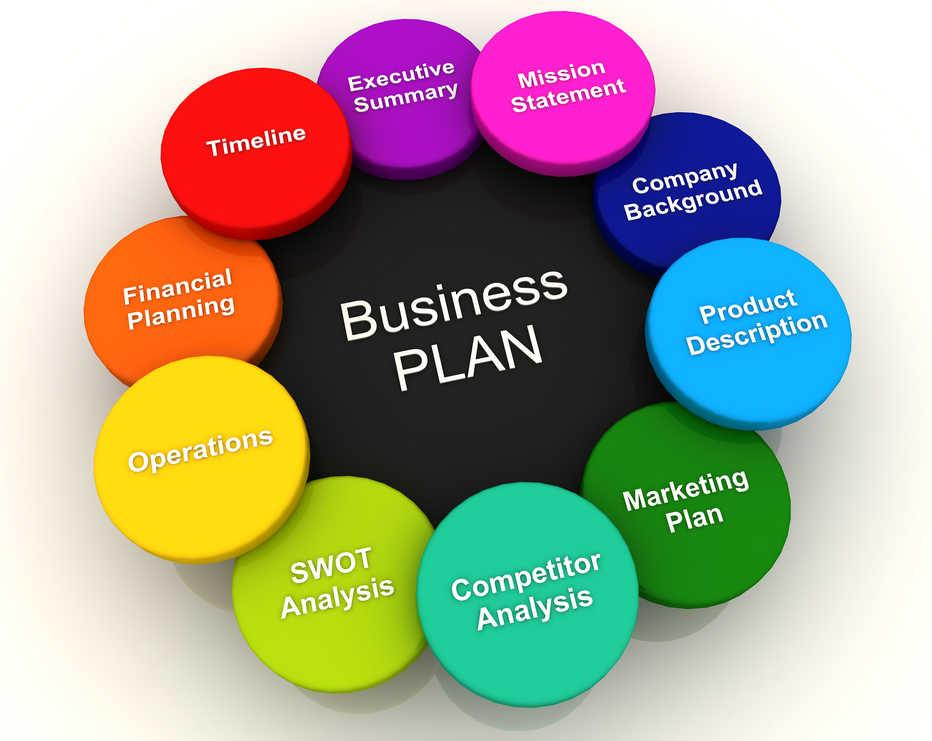 Executive
Summary
Mission
Statement
Timeline
Company
Background
Financial
Planning
Business
PLAN
Product
Description
Operations
Marketing
Plan
SWOT
Analysis
Competitor
Analysis